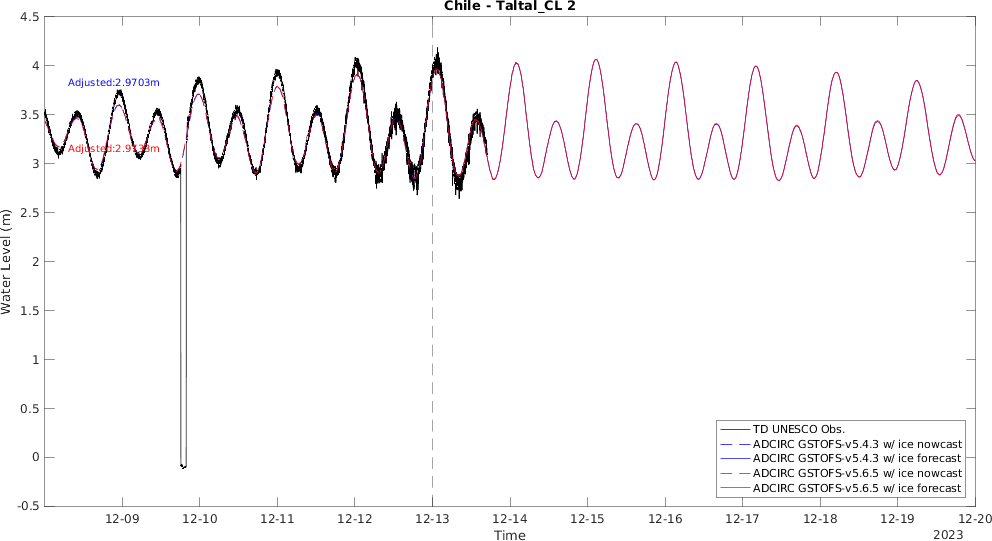 Chile - Taltal_CL 2
4.5
4
3.5
3
2.5
2
1.5
1
0.5
0
-0.5
Water Level (m)
Adjusted:2.9703m
12-09
12-10
12-11
12-12
12-13
12-14
12-15
12-16
12-17
12-18
12-19
12-20
Time
2023
TD UNESCO Obs.
ADCIRC GSTOFS-v5.4.3 w/ ice nowcast
ADCIRC GSTOFS-v5.4.3 w/ ice forecast
ADCIRC GSTOFS-v5.6.5 w/ ice nowcast
ADCIRC GSTOFS-v5.6.5 w/ ice forecast